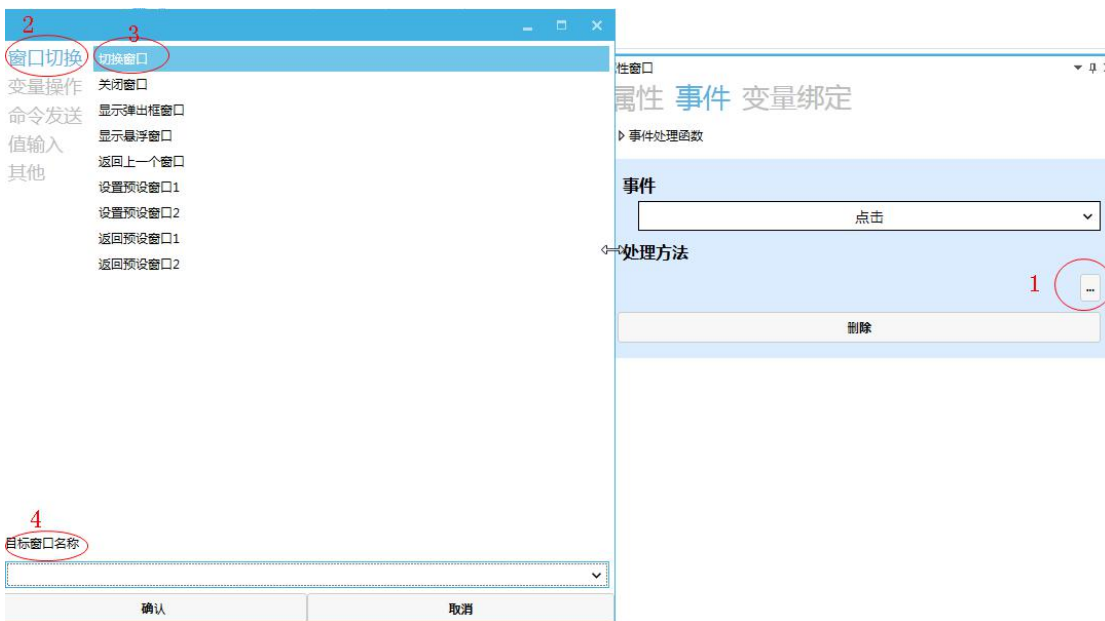 2
3
窗口切换
变量操作
命令发送
值输入
其他
切换窗口
关闭窗口
显示弹出框窗口
显示悬浮窗口
返回上一个窗口
设置预设窗口1
设置预设窗口2
返回预设窗口1
返回预设窗口2
4
目标窗口名称
确认
取消
性窗口
属性 事件 变量绑定
事件处理函数
事件
点击
处理方法
1
...
删除